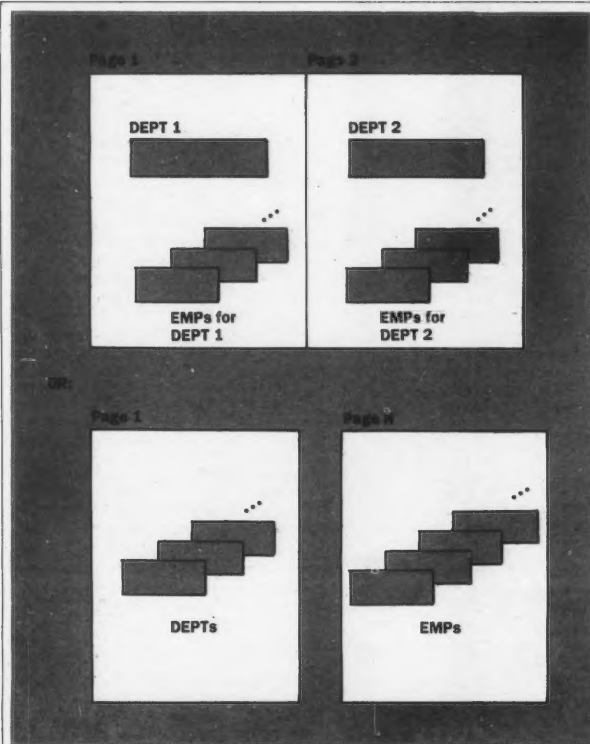 Page 1 Page 2
DEPT 1 DEPT 2
EMPs for EMPs for
DEPT 1 DEPT 2
OR:
Page 1 Page N
DEPTs EMPs